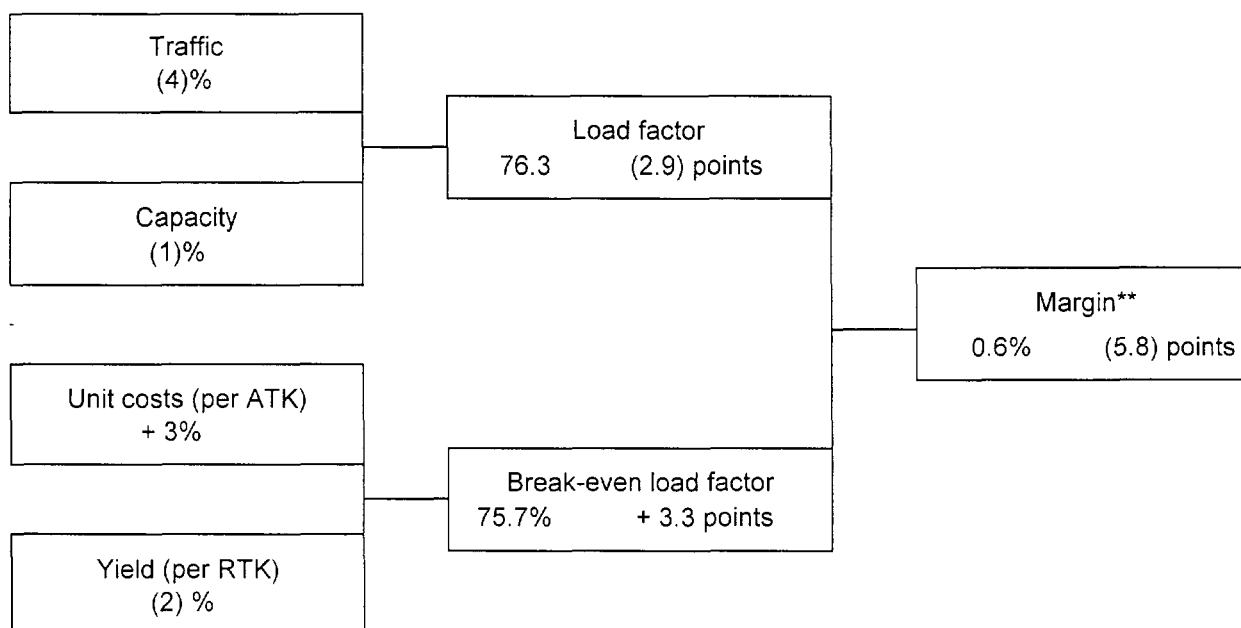 Traffic
(4)%
Capacity
(1)%
Load factor
76.3 (2.9) points
Unit costs (per ATK)
+ 3%
Yield (per RTK)
(2) %
Break-even load factor
75.7% + 3.3 points
Margin**
0.6% (5.8) points